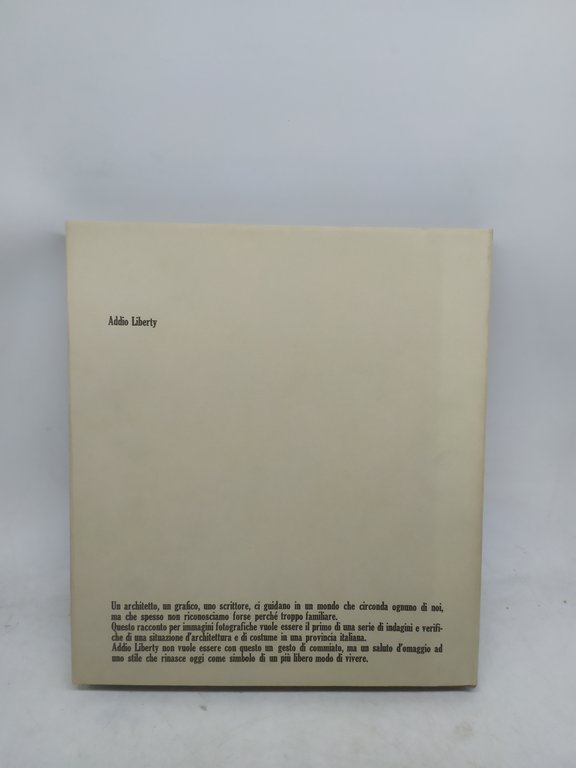 Addio Liberty
Un architetto, un grafico, uno scrittore, ci guidano in un mondo che circonda ognuno di noi,
ma che spesso non riconosciamo forse perché troppo familiare.
Questo racconto per immagini fotografiche vuole essere il primo di una serie di indagini e verifi-
che di una situazione d'architettura e di costume in una provincia italiana.
Addio Liberty non vuole essere con questo un gesto di commiato, ma un saluto d'omaggio ad
uno stile che rinasce oggi come simbolo di un più libero modo di vivere.